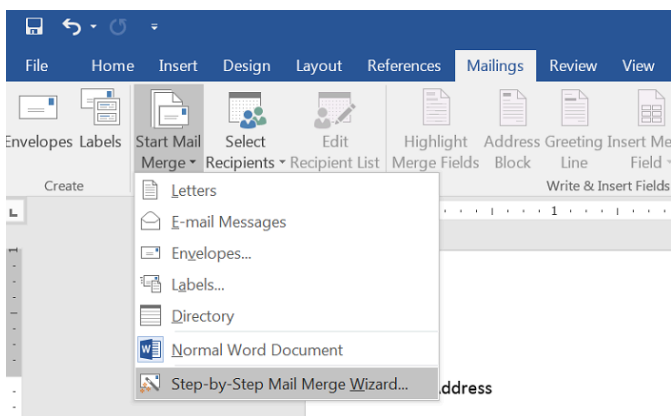 File Home Insert Design Layout References Mailings Review View
Envelopes Labels Start Mail Select Edit Highlight Address Greeting Insert Me
Merge Recipients Recipient List Merge Fields Block Line Field
Create Write & Insert Fields
Letters
E-mail Messages
Envelopes...
Labels...
Directory
Normal Word Document
Step-by-Step Mail Merge Wizard...
ddress